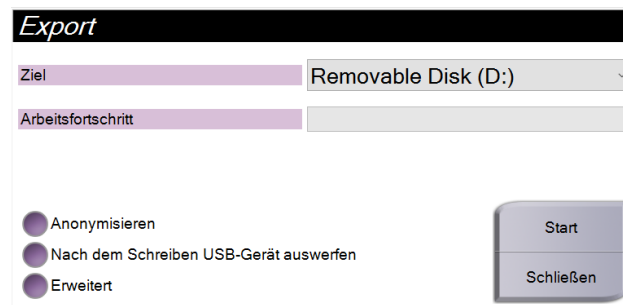 Export
Ziel
Removable Disk (D:)
Arbeitsfortschritt
Anonymisieren
Nach dem Schreiben USB-Gerät auswerfen
Erweitert
Start
Schließen